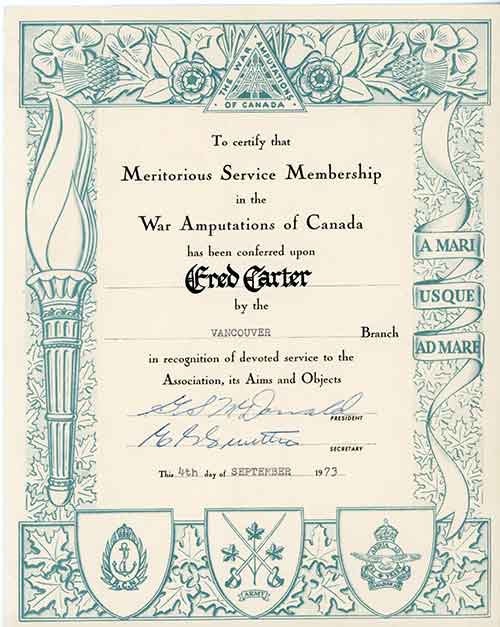 THE WAR AMPUTATIONS
OF CANADA
To certify that
Meritorious Service Membership
in the
War Amputations of Canada
has been conferred upon
Fred Carter
by the
VANCOUVER Branch
in recognition of devoted service to the
Association, its Aims and Objects
PRESIDENT
SECRETARY
This 4th day of SEPTEMBER 1973
A MARI
USQUE
AD MARE
ARMY